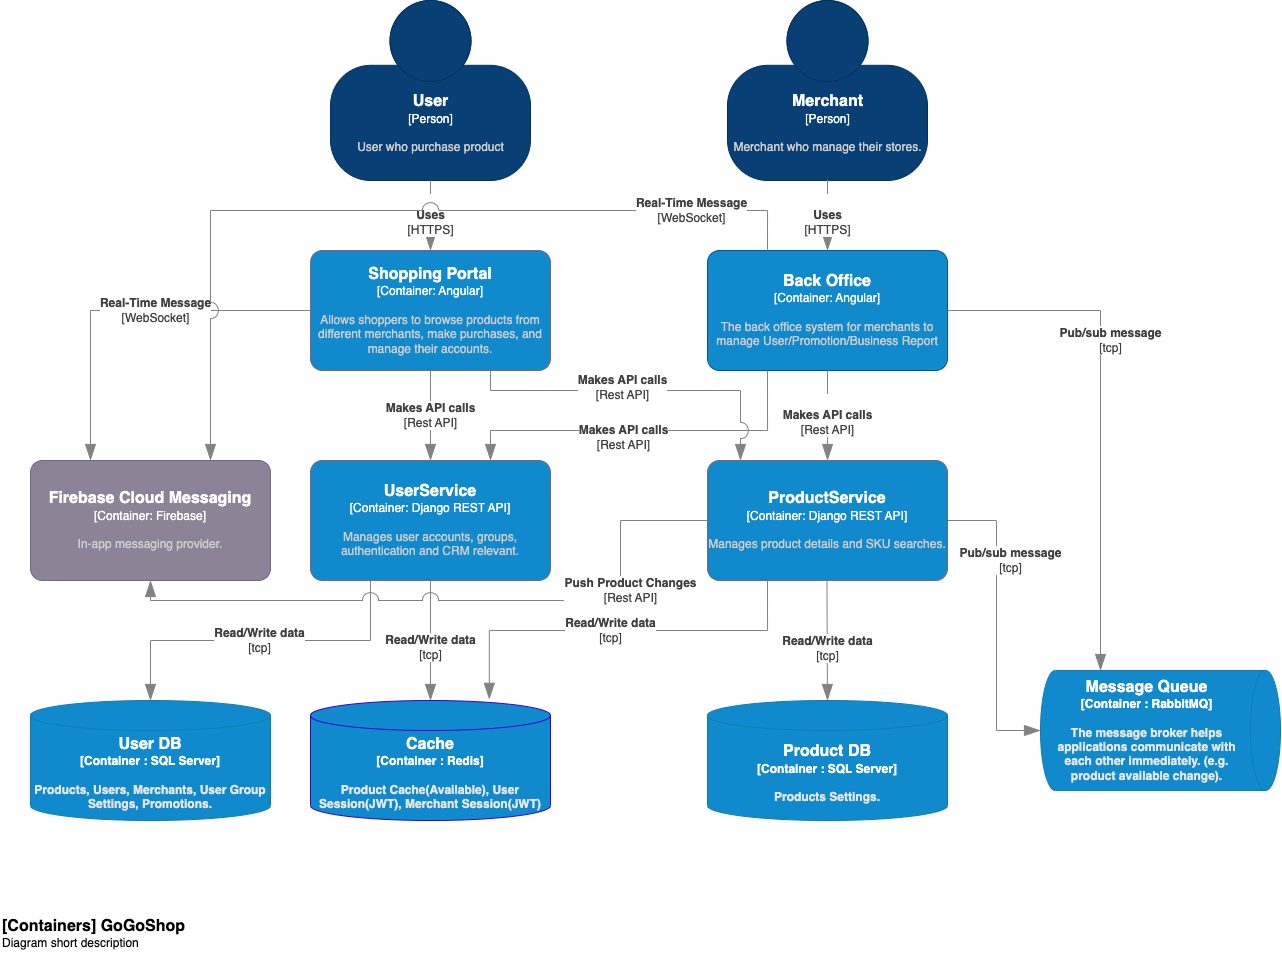 User
[Person]
User who purchase product
Merchant
[Person]
Merchant who manage their stores.
Real-Time Message
[WebSocket]
Uses
[HTTPS]
Uses
[HTTPS]
Shopping Portal
[Container: Angular]
Allows shoppers to browse products from
different merchants, make purchases, and
manage their accounts.
Back Office
[Container: Angular]
The back office system for merchants to
manage User/Promotion/Business Report
Real-Time Message
[WebSocket]
Pub/sub message
[tcp]
Makes API calls
[Rest API]
Makes API calls
[Rest API]
Makes API calls
[Rest API]
Makes API calls
[Rest API]
Firebase Cloud Messaging
[Container: Firebase]
In-app messaging provider.
UserService
[Container: Django REST API]
Manages user accounts, groups,
authentication and CRM relevant.
ProductService
[Container: Django REST API]
Manages product details and SKU searches.
Pub/sub message
[tcp]
Push Product Changes
[Rest API]
Read/Write data
[tcp]
Read/Write data
[tcp]
Read/Write data
[tcp]
Read/Write data
[tcp]
Message Queue
[Container : RabbitMQ]
The message broker helps
applications communicate with
each other immediately. (e.g.
product available change).
User DB
[Container : SQL Server]
Products, Users, Merchants, User Group
Settings, Promotions.
Cache
[Container : Redis]
Product Cache(Available), User
Session(JWT), Merchant Session(JWT)
Product DB
[Container : SQL Server]
Products Settings.
[Containers] GoGoShop
Diagram short description